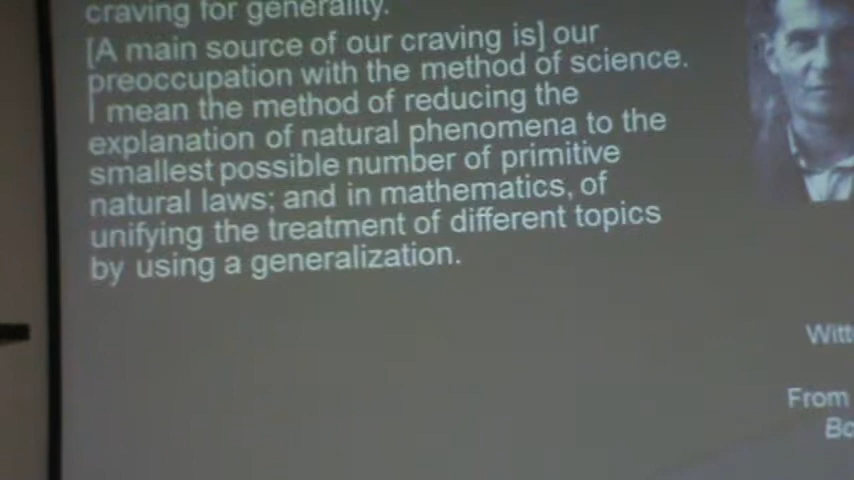 craving for generality.
[A main source of our craving is] our
preoccupation with the method of science.
I mean the method of reducing the
explanation of natural phenomena to the
smallest possible number of primitive
natural laws; and in mathematics, of
unifying the treatment of different topics
by using a generalization.
Witt
From
Bo